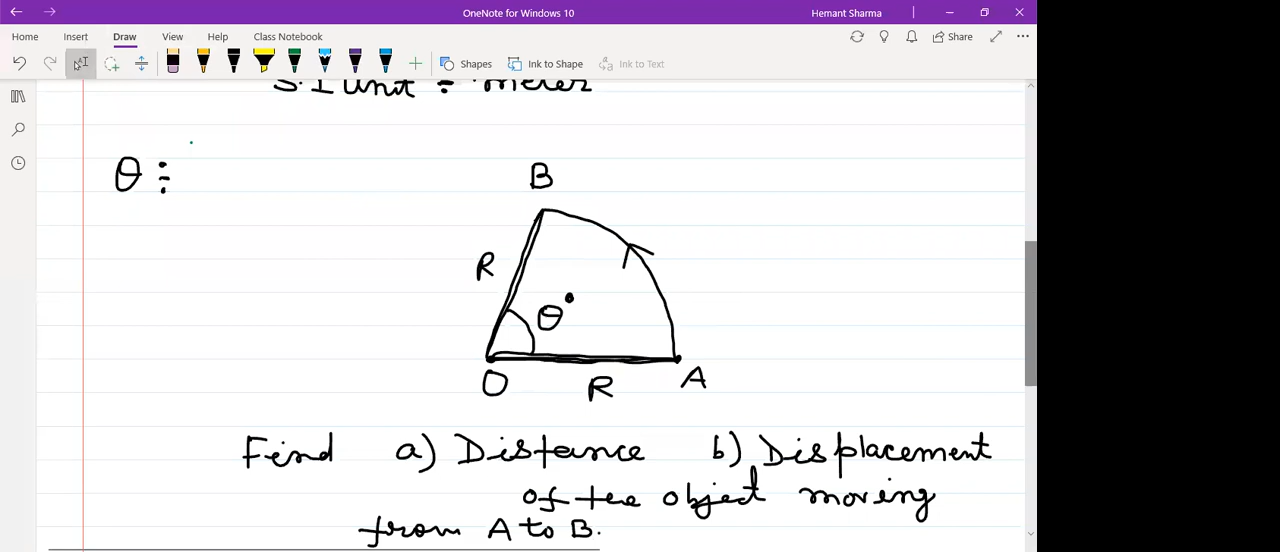 OneNote for Windows 10
Hemant Sharma
Home Insert Draw View Help Class Notebook
Share
Shapes Ink to Shape Ink to Text
S.I unit ÷ meter
θ ÷
B
R
θ°
O R A
Find a) Distance b) Displacement
of the object moving
from A to B.